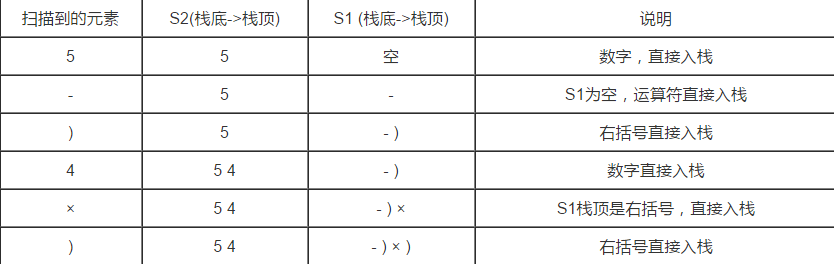 扫描到的元素 S2(栈底->栈顶) S1 (栈底->栈顶) 说明
5 5 空 数字，直接入栈
- 5 - S1为空，运算符直接入栈
) 5 - ) 右括号直接入栈
4 5 4 - ) 数字直接入栈
× 5 4 - ) × S1栈顶是右括号，直接入栈
) 5 4 - ) × ) 右括号直接入栈